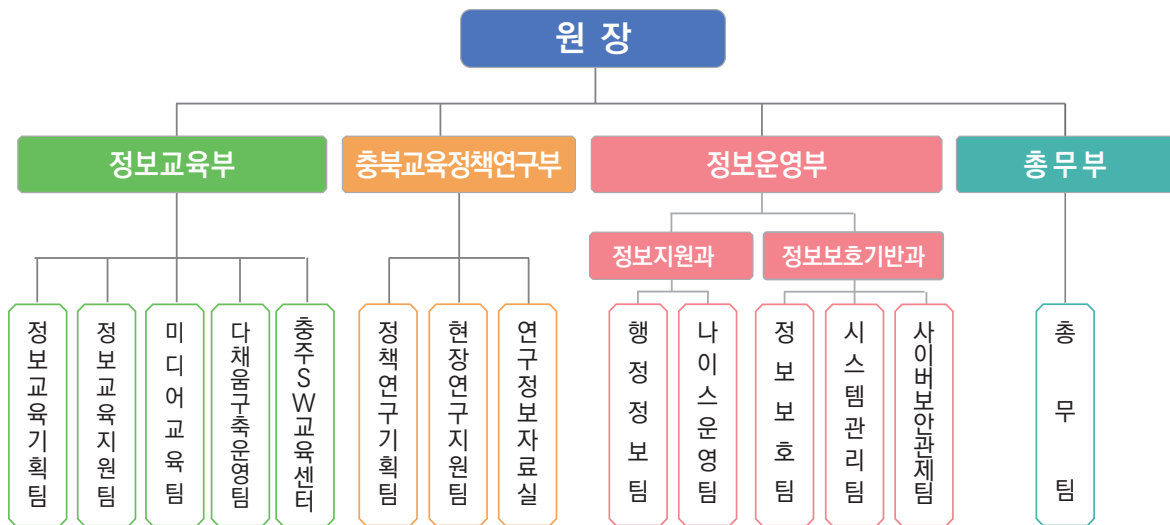 원 장
정보교육부
충북교육정책연구부
정보운영부
총 무 부
정보지원과
정보보호기반과
정보교육기획팀
정보교육지원팀
미디어교육팀
다채움구축운영팀
충주SW교육센터
정책연구기획팀
현장연구지원팀
연구정보자료실
행정정보팀
나이스운영팀
정보보호팀
시스템관리팀
사이버보안관제팀
총무팀